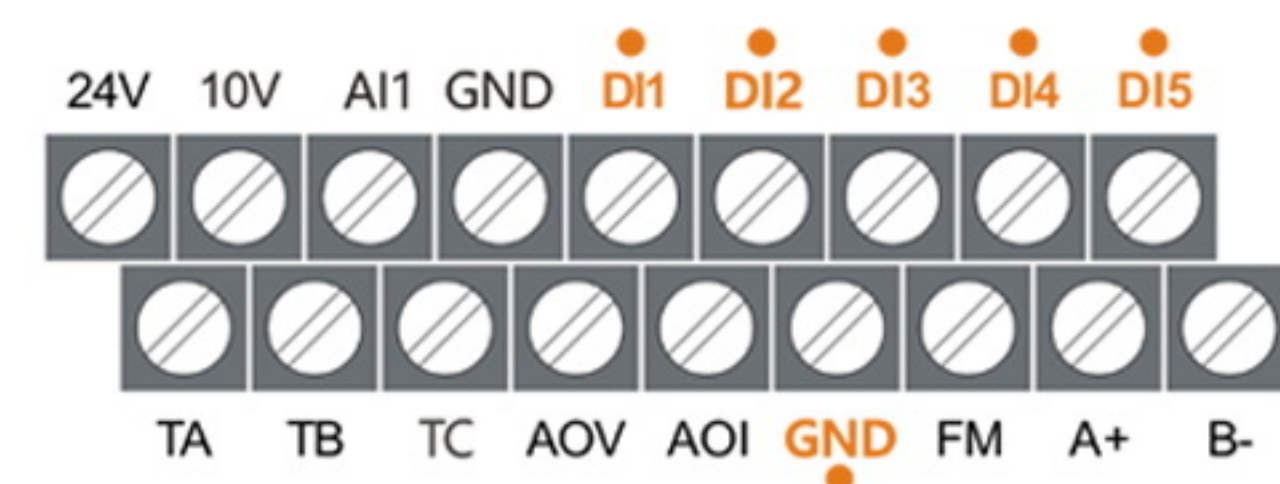 24V 10V AI1 GND DI1 DI2 DI3 DI4 DI5
TA TB TC AOV AOI GND FM A+ B-